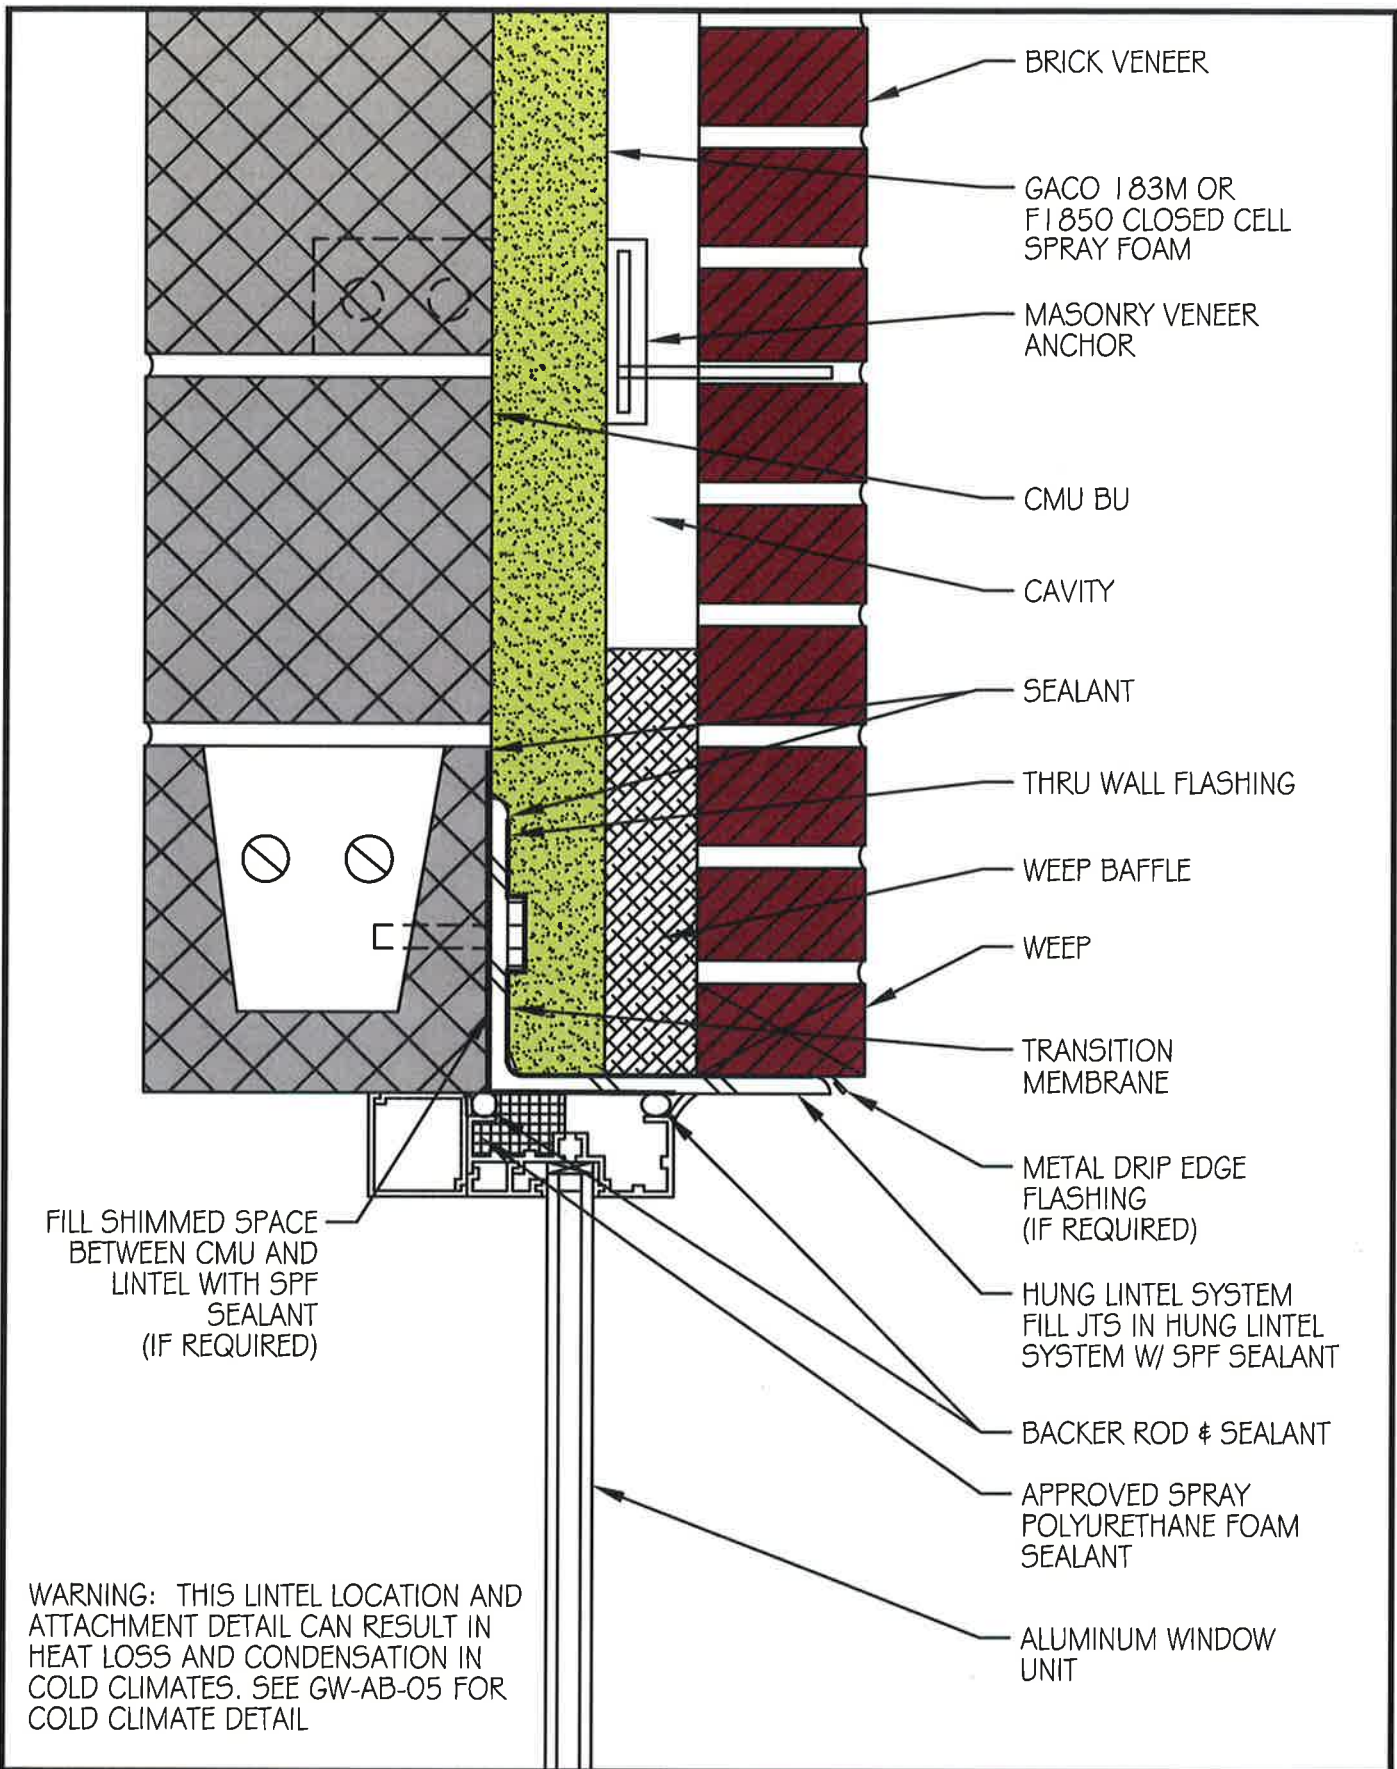 BRICK VENEER
GACO 183M OR
F1850 CLOSED CELL
SPRAY FOAM
MASONRY VENEER
ANCHOR
CMU BU
CAVITY
SEALANT
THRU WALL FLASHING
WEEP BAFFLE
WEEP
TRANSITION
MEMBRANE
METAL DRIP EDGE
FLASHING
(IF REQUIRED)
HUNG LINTEL SYSTEM
FILL JTS IN HUNG LINTEL
SYSTEM W/ SPF SEALANT
BACKER ROD & SEALANT
APPROVED SPRAY
POLYURETHANE FOAM
SEALANT
ALUMINUM WINDOW
UNIT
FILL SHIMMED SPACE
BETWEEN CMU AND
LINTEL WITH SPF
SEALANT
(IF REQUIRED)
WARNING: THIS LINTEL LOCATION AND
ATTACHMENT DETAIL CAN RESULT IN
HEAT LOSS AND CONDENSATION IN
COLD CLIMATES. SEE GW-AB-05 FOR
COLD CLIMATE DETAIL